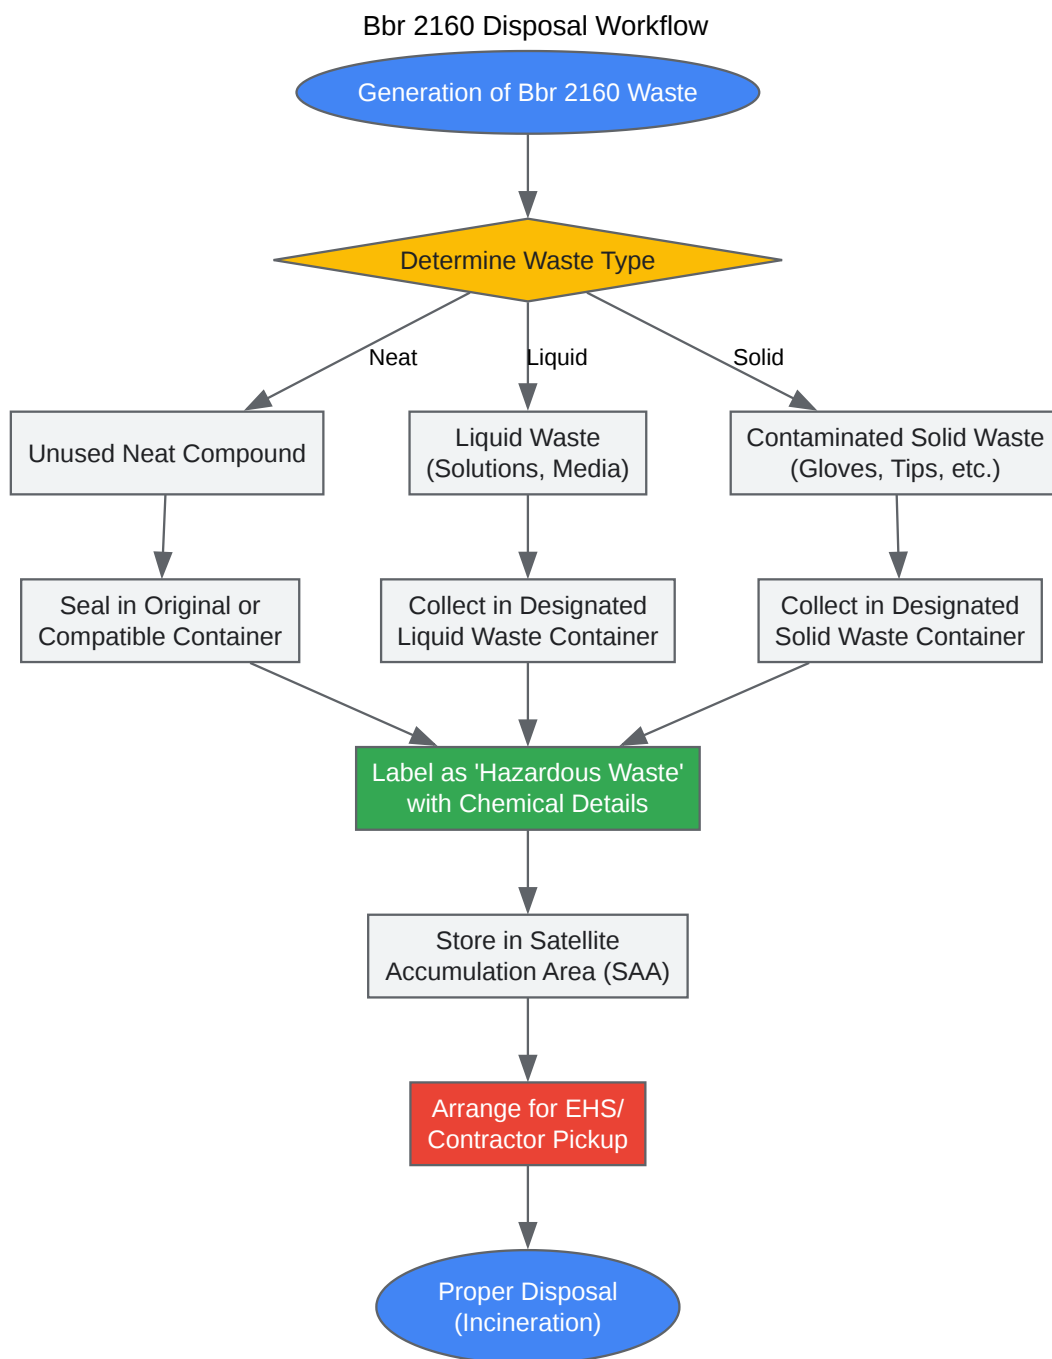 Bbr 2160 Disposal Workflow
Generation of Bbr 2160 Waste
Determine Waste Type
Neat
Liquid
Solid
Unused Neat Compound
Liquid Waste
(Solutions, Media)
Contaminated Solid Waste
(Gloves, Tips, etc.)
Seal in Original or
Compatible Container
Collect in Designated
Liquid Waste Container
Collect in Designated
Solid Waste Container
Label as 'Hazardous Waste'
with Chemical Details
Store in Satellite
Accumulation Area (SAA)
Arrange for EHS/
Contractor Pickup
Proper Disposal
(Incineration)